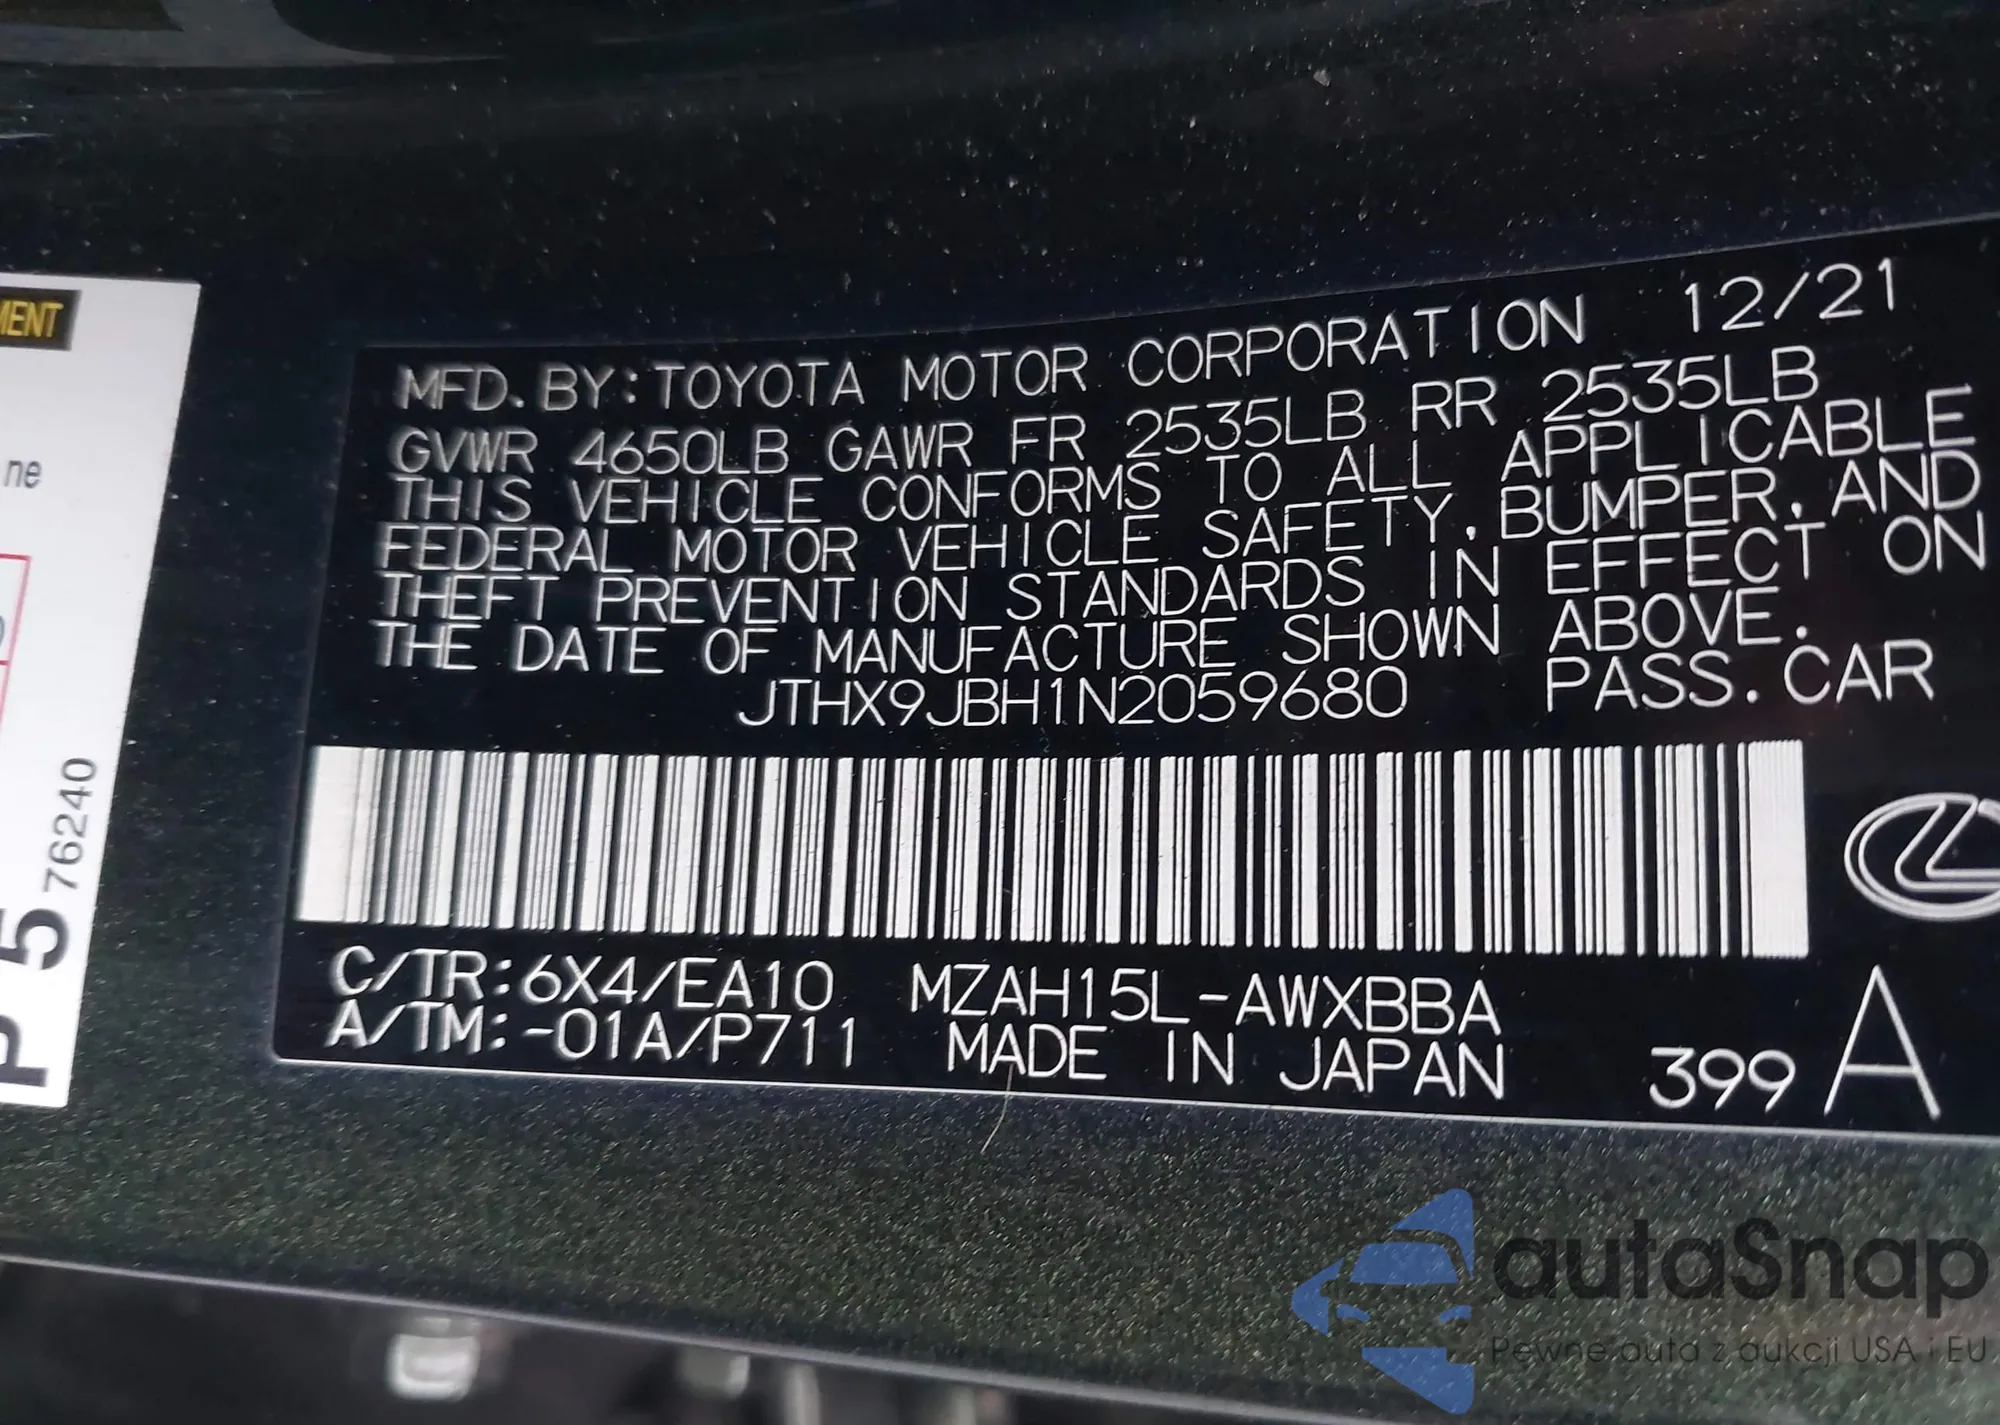 MENT
ne
P 5 76240
MFD. BY: TOYOTA MOTOR CORPORATION 12/21
GVWR 4650LB GAWR FR 2535LB RR 2535LB
THIS VEHICLE CONFORMS TO ALL APPLICABLE
FEDERAL MOTOR VEHICLE SAFETY, BUMPER, AND
THEFT PREVENTION STANDARDS IN EFFECT ON
THE DATE OF MANUFACTURE SHOWN ABOVE.
JTHX9JBH1N2059680 PASS. CAR
C/TR: 6X4/EA10 MZAH15L-AWXBBA
A/TM: -01A/P711 MADE IN JAPAN 399 A
autoSnap
Pewne auta z aukcji USA i EU